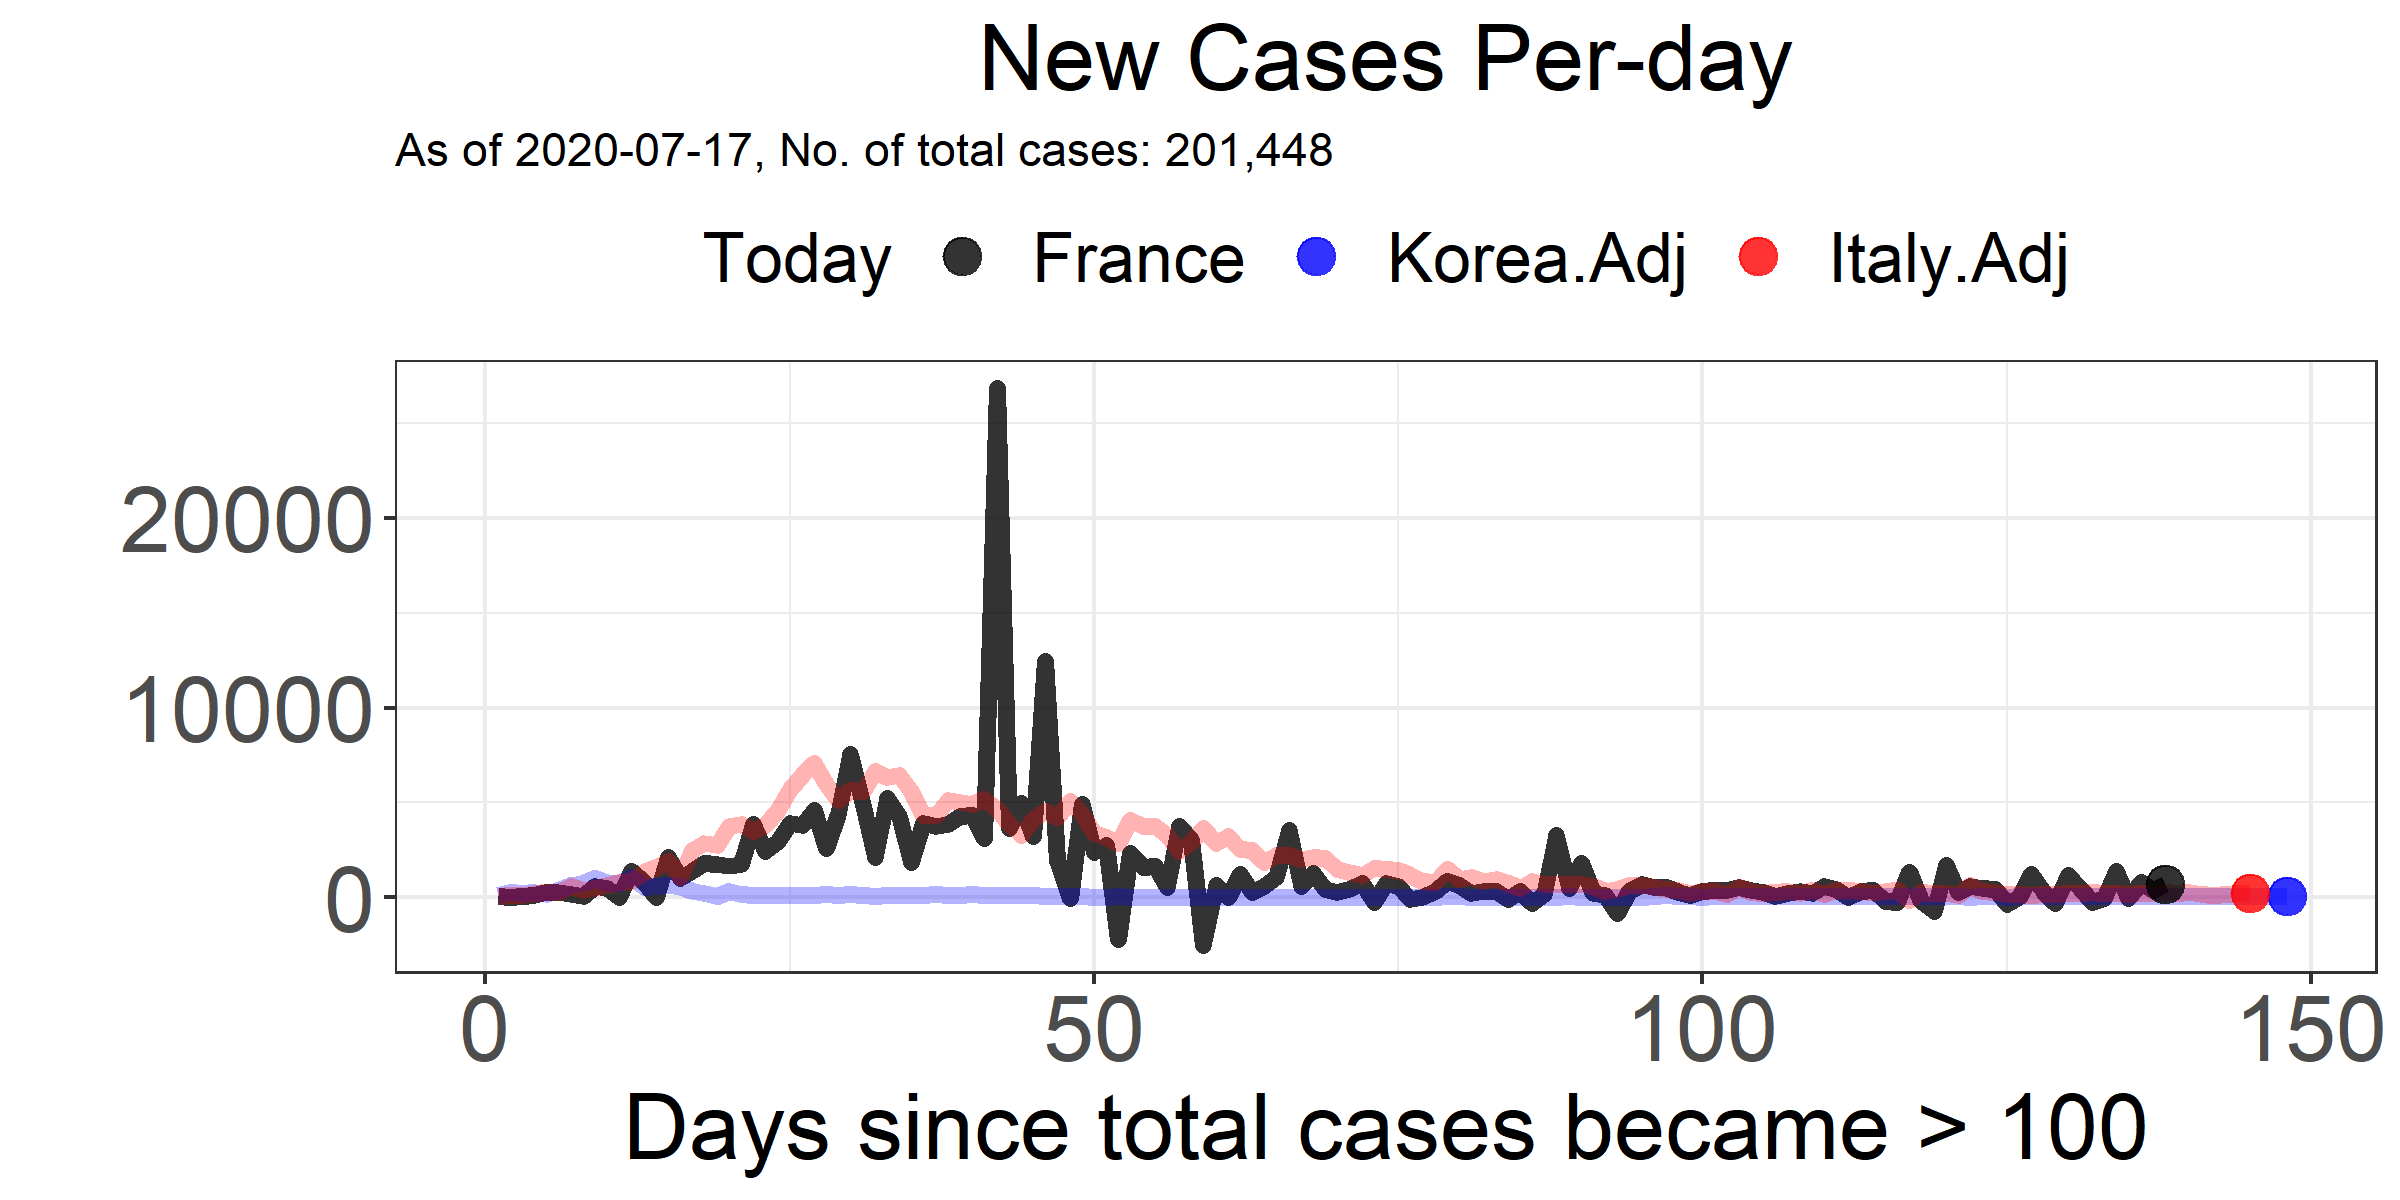 New Cases Per-day
As of 2020-07-17, No. of total cases: 201,448
Today France Korea.Adj Italy.Adj
20000
10000
0
0 50 100 150
Days since total cases became > 100